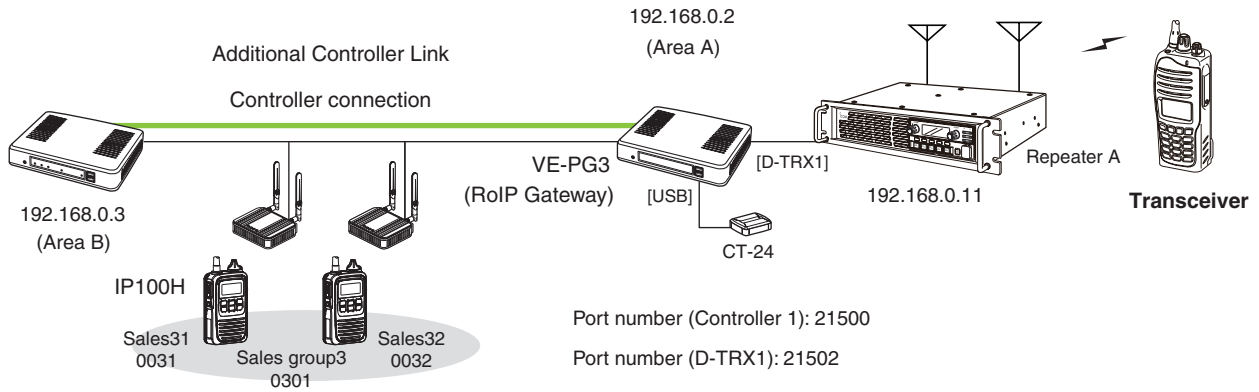 192.168.0.2
(Area A)
Additional Controller Link
Controller connection
VE-PG3
(RoIP Gateway)
[D-TRX1]
[USB]
CT-24
Repeater A
192.168.0.11
Transceiver
192.168.0.3
(Area B)
IP100H
Sales31
0031
Sales group3
0301
Sales32
0032
Port number (Controller 1): 21500
Port number (D-TRX1): 21502